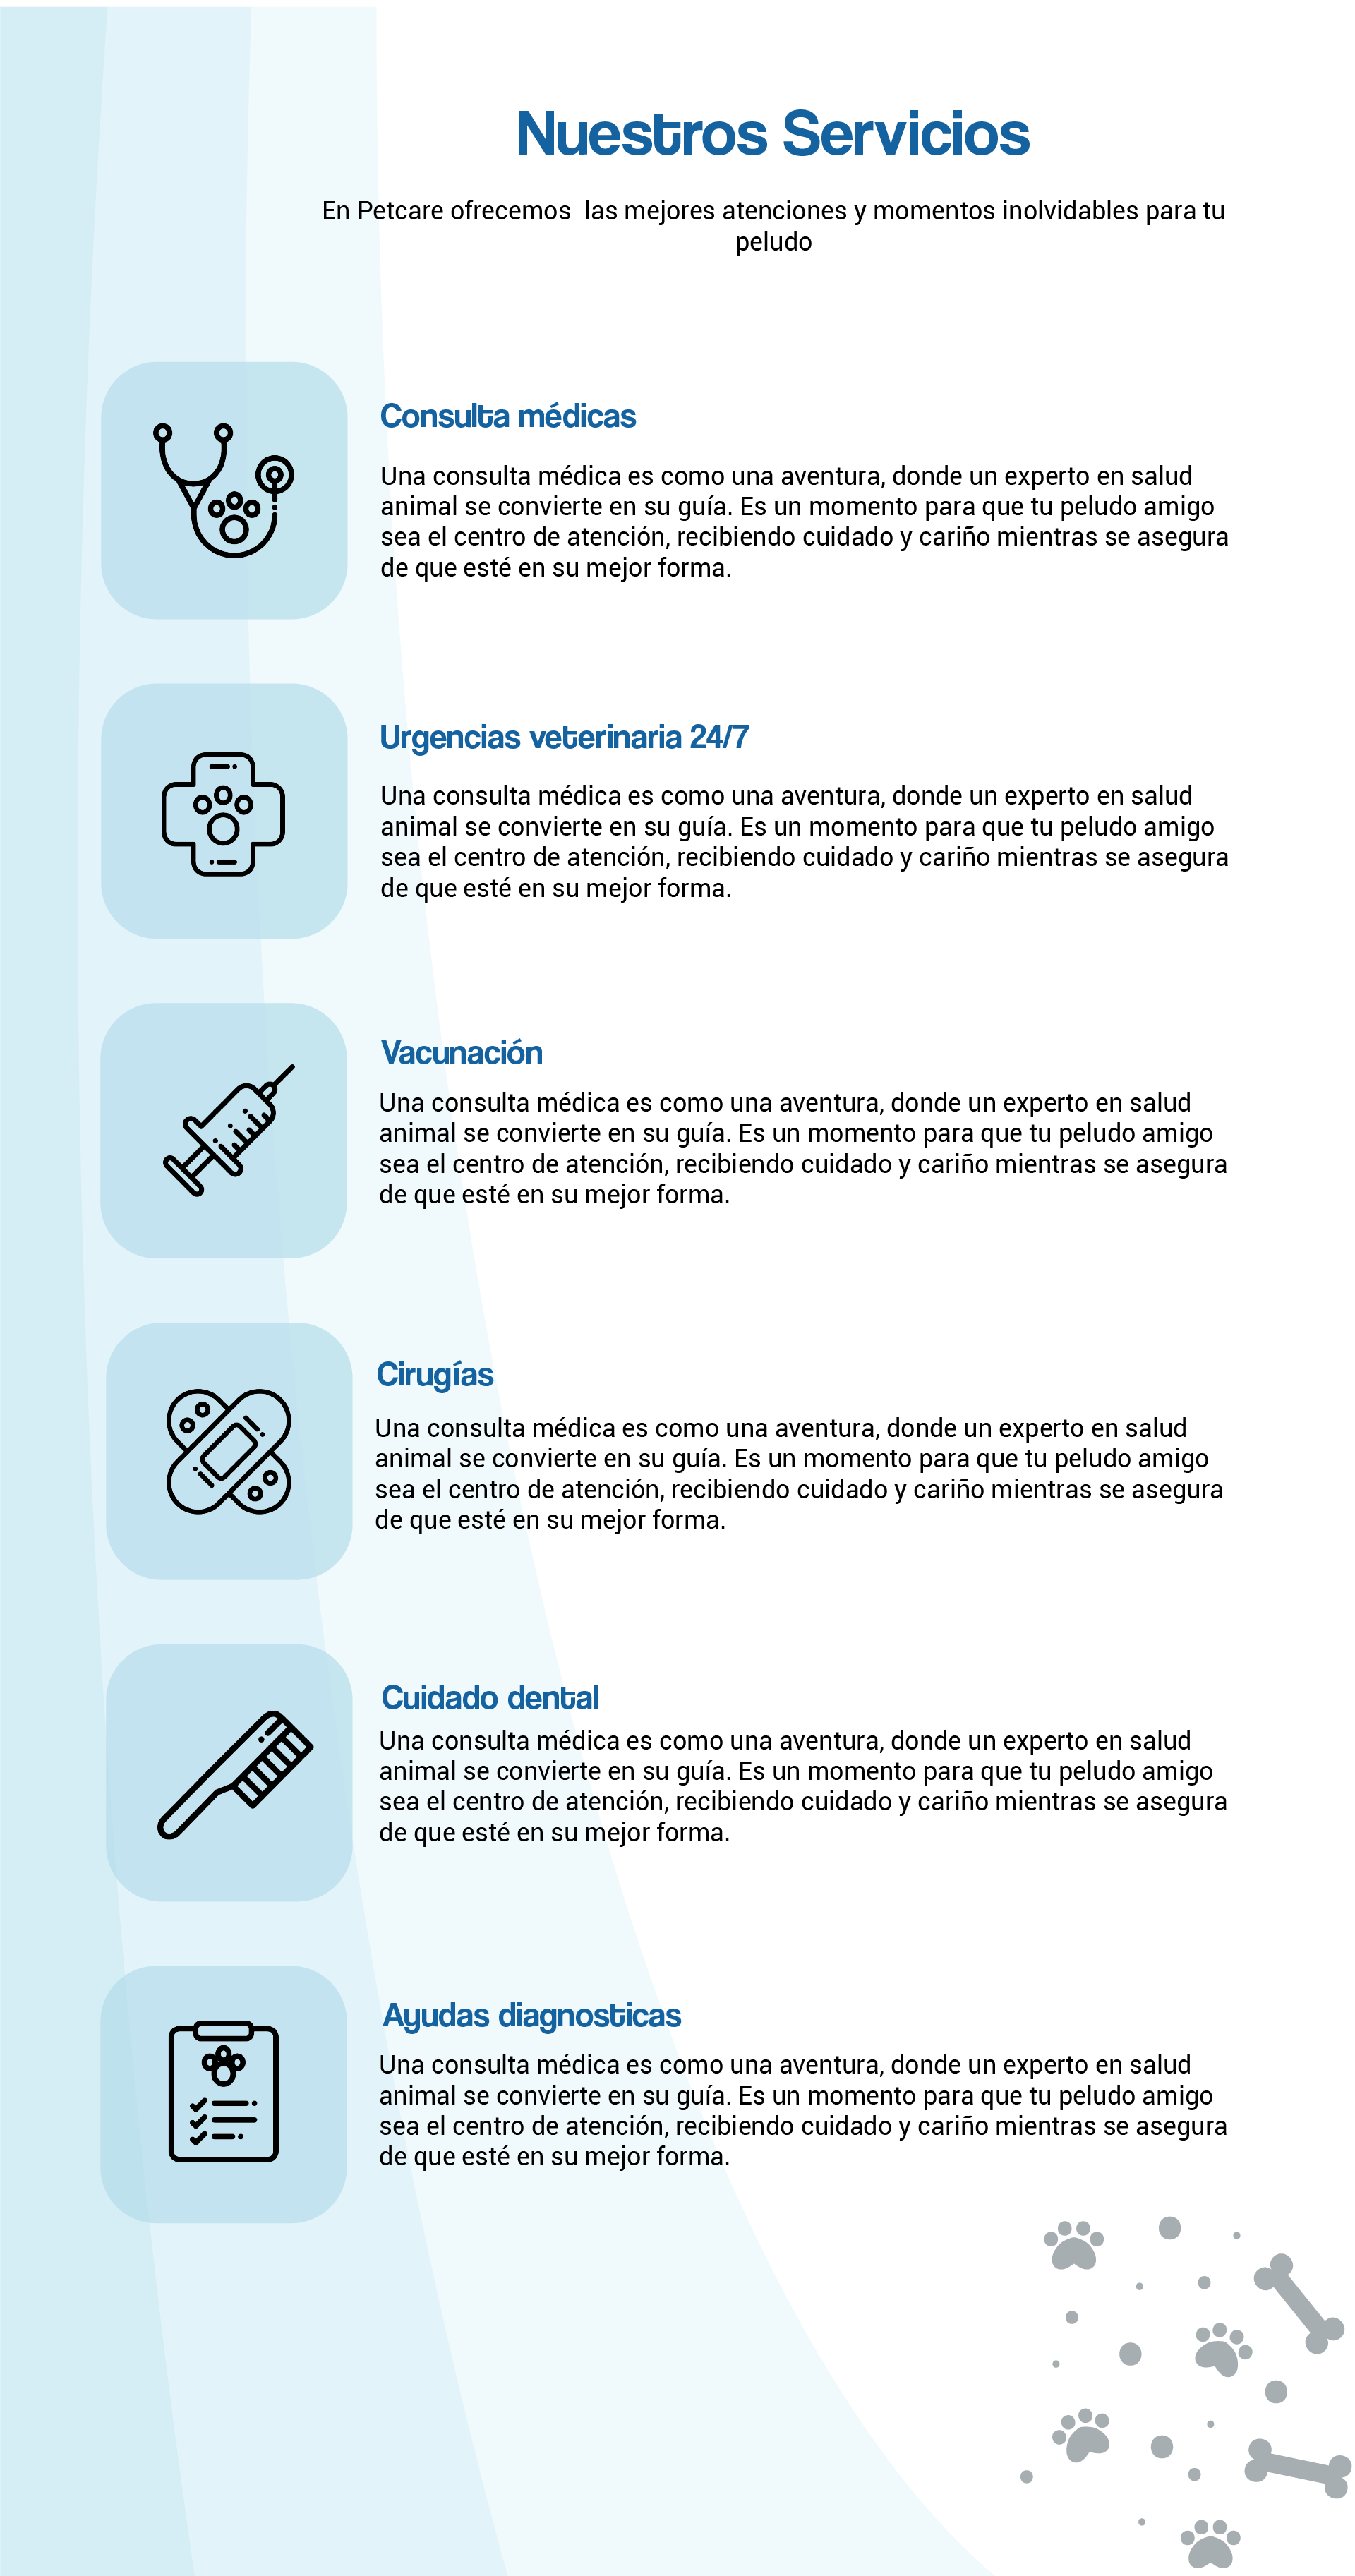 Nuestros Servicios
En Petcare ofrecemos  las mejores atenciones y momentos inolvidables para tu
peludo
Consulta médicas
Una consulta médica es como una aventura, donde un experto en salud
animal se convierte en su guía. Es un momento para que tu peludo amigo
sea el centro de atención, recibiendo cuidado y cariño mientras se asegura
de que esté en su mejor forma.
Urgencias veterinaria 24/7
Una consulta médica es como una aventura, donde un experto en salud
animal se convierte en su guía. Es un momento para que tu peludo amigo
sea el centro de atención, recibiendo cuidado y cariño mientras se asegura
de que esté en su mejor forma.
Vacunación
Una consulta médica es como una aventura, donde un experto en salud
animal se convierte en su guía. Es un momento para que tu peludo amigo
sea el centro de atención, recibiendo cuidado y cariño mientras se asegura
de que esté en su mejor forma.
Cirugías
Una consulta médica es como una aventura, donde un experto en salud
animal se convierte en su guía. Es un momento para que tu peludo amigo
sea el centro de atención, recibiendo cuidado y cariño mientras se asegura
de que esté en su mejor forma.
Cuidado dental
Una consulta médica es como una aventura, donde un experto en salud
animal se convierte en su guía. Es un momento para que tu peludo amigo
sea el centro de atención, recibiendo cuidado y cariño mientras se asegura
de que esté en su mejor forma.
Ayudas diagnosticas
Una consulta médica es como una aventura, donde un experto en salud
animal se convierte en su guía. Es un momento para que tu peludo amigo
sea el centro de atención, recibiendo cuidado y cariño mientras se asegura
de que esté en su mejor forma.